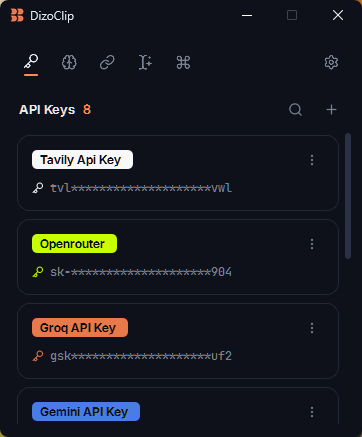 DizoClip
API Keys 8
Tavily Api Key
tvl*********************vwl
Openrouter
sk-*********************904
Groq API Key
gsk*********************uf2
Gemini API Key